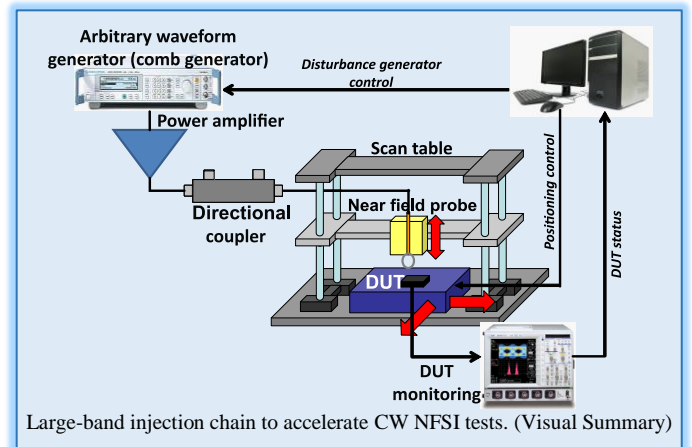 Arbitrary waveform
generator (comb generator)
Disturbance generator
control
Power amplifier
Scan table
Near field probe
Directional
coupler
DUT
Positioning control
DUT status
DUT
monitoring
Large-band injection chain to accelerate CW NFSI tests. (Visual Summary)